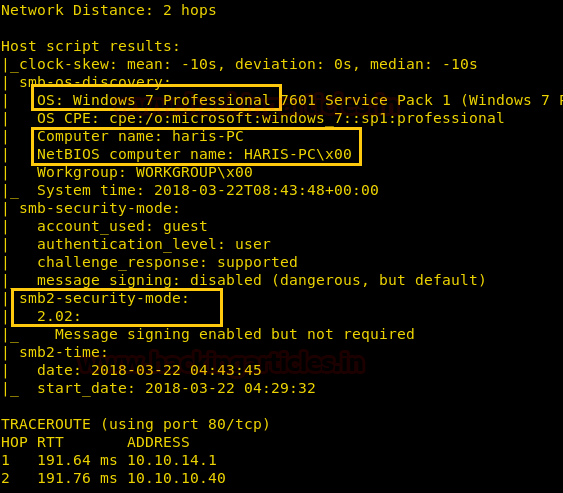 Network Distance: 2 hops
Host script results:
|_clock-skew: mean: -10s, deviation: 0s, median: -10s
| smb-os-discovery:
|   OS: Windows 7 Professional 7601 Service Pack 1 (Windows 7 P
|   OS CPE: cpe:/o:microsoft:windows_7::sp1:professional
|   Computer name: haris-PC
|   NetBIOS computer name: HARIS-PC\x00
|   Workgroup: WORKGROUP\x00
|_  System time: 2018-03-22T08:43:48+00:00
| smb-security-mode:
|   account_used: guest
|   authentication_level: user
|   challenge_response: supported
|_  message_signing: disabled (dangerous, but default)
| smb2-security-mode:
|   2.02:
|_    Message signing enabled but not required
| smb2-time:
|   date: 2018-03-22 04:43:45
|_  start_date: 2018-03-22 04:29:32
www.hackingarticles.in
TRACEROUTE (using port 80/tcp)
HOP RTT       ADDRESS
1   191.64 ms 10.10.14.1
2   191.76 ms 10.10.10.40